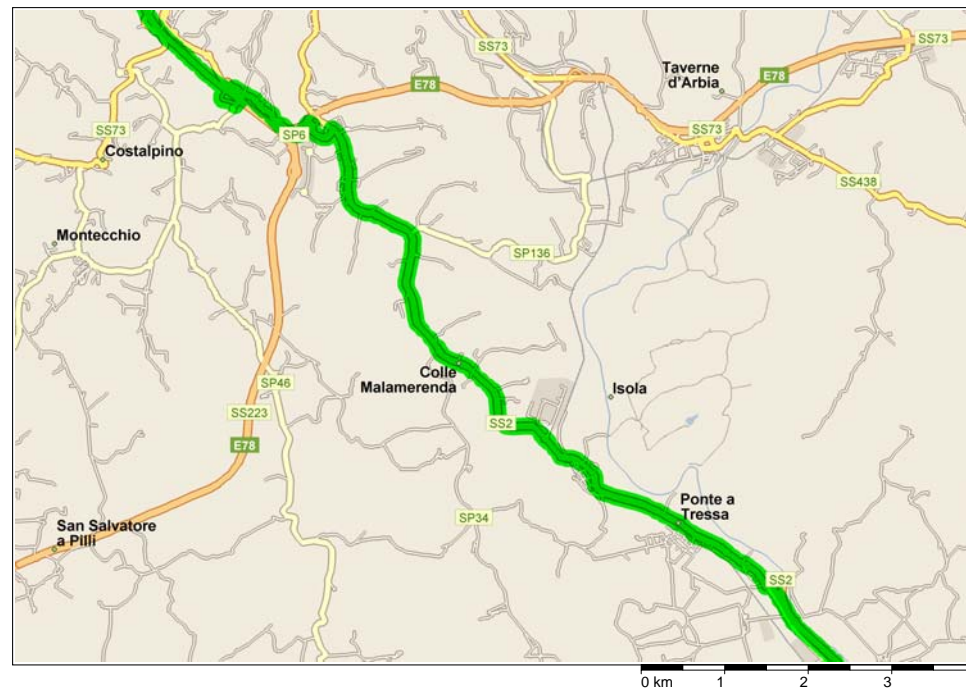 SS73
SS73
Taverne
d'Arbia
E78
E78
SS73
SP6
SS73
Costalpino
SS438
Montecchio
SP136
Colle
Malamerenda
SP46
Isola
SS223
SS2
E78
Ponte a
Tressa
San Salvatore
a Pilli
SP34
SS2
0 km 1 2 3